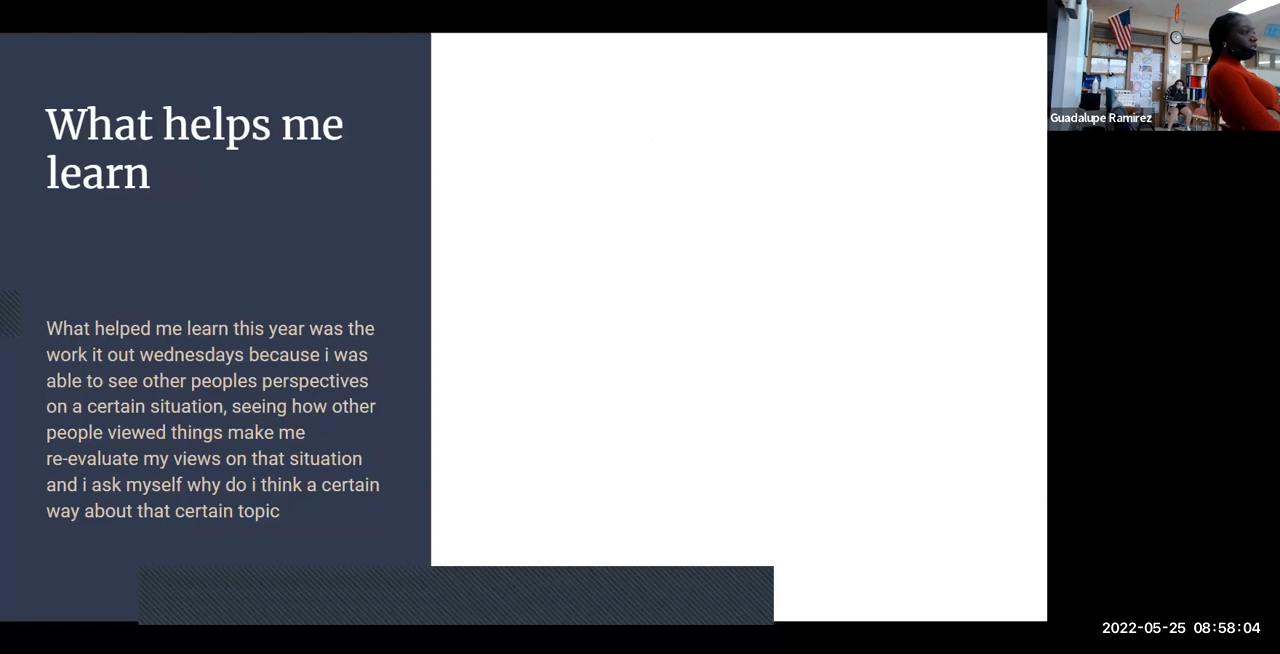 What helps me
learn
What helped me learn this year was the
work it out wednesdays because i was
able to see other peoples perspectives
on a certain situation, seeing how other
people viewed things make me
re-evaluate my views on that situation
and i ask myself why do i think a certain
way about that certain topic
Guadalupe Ramirez
2022-05-25 08:58:04